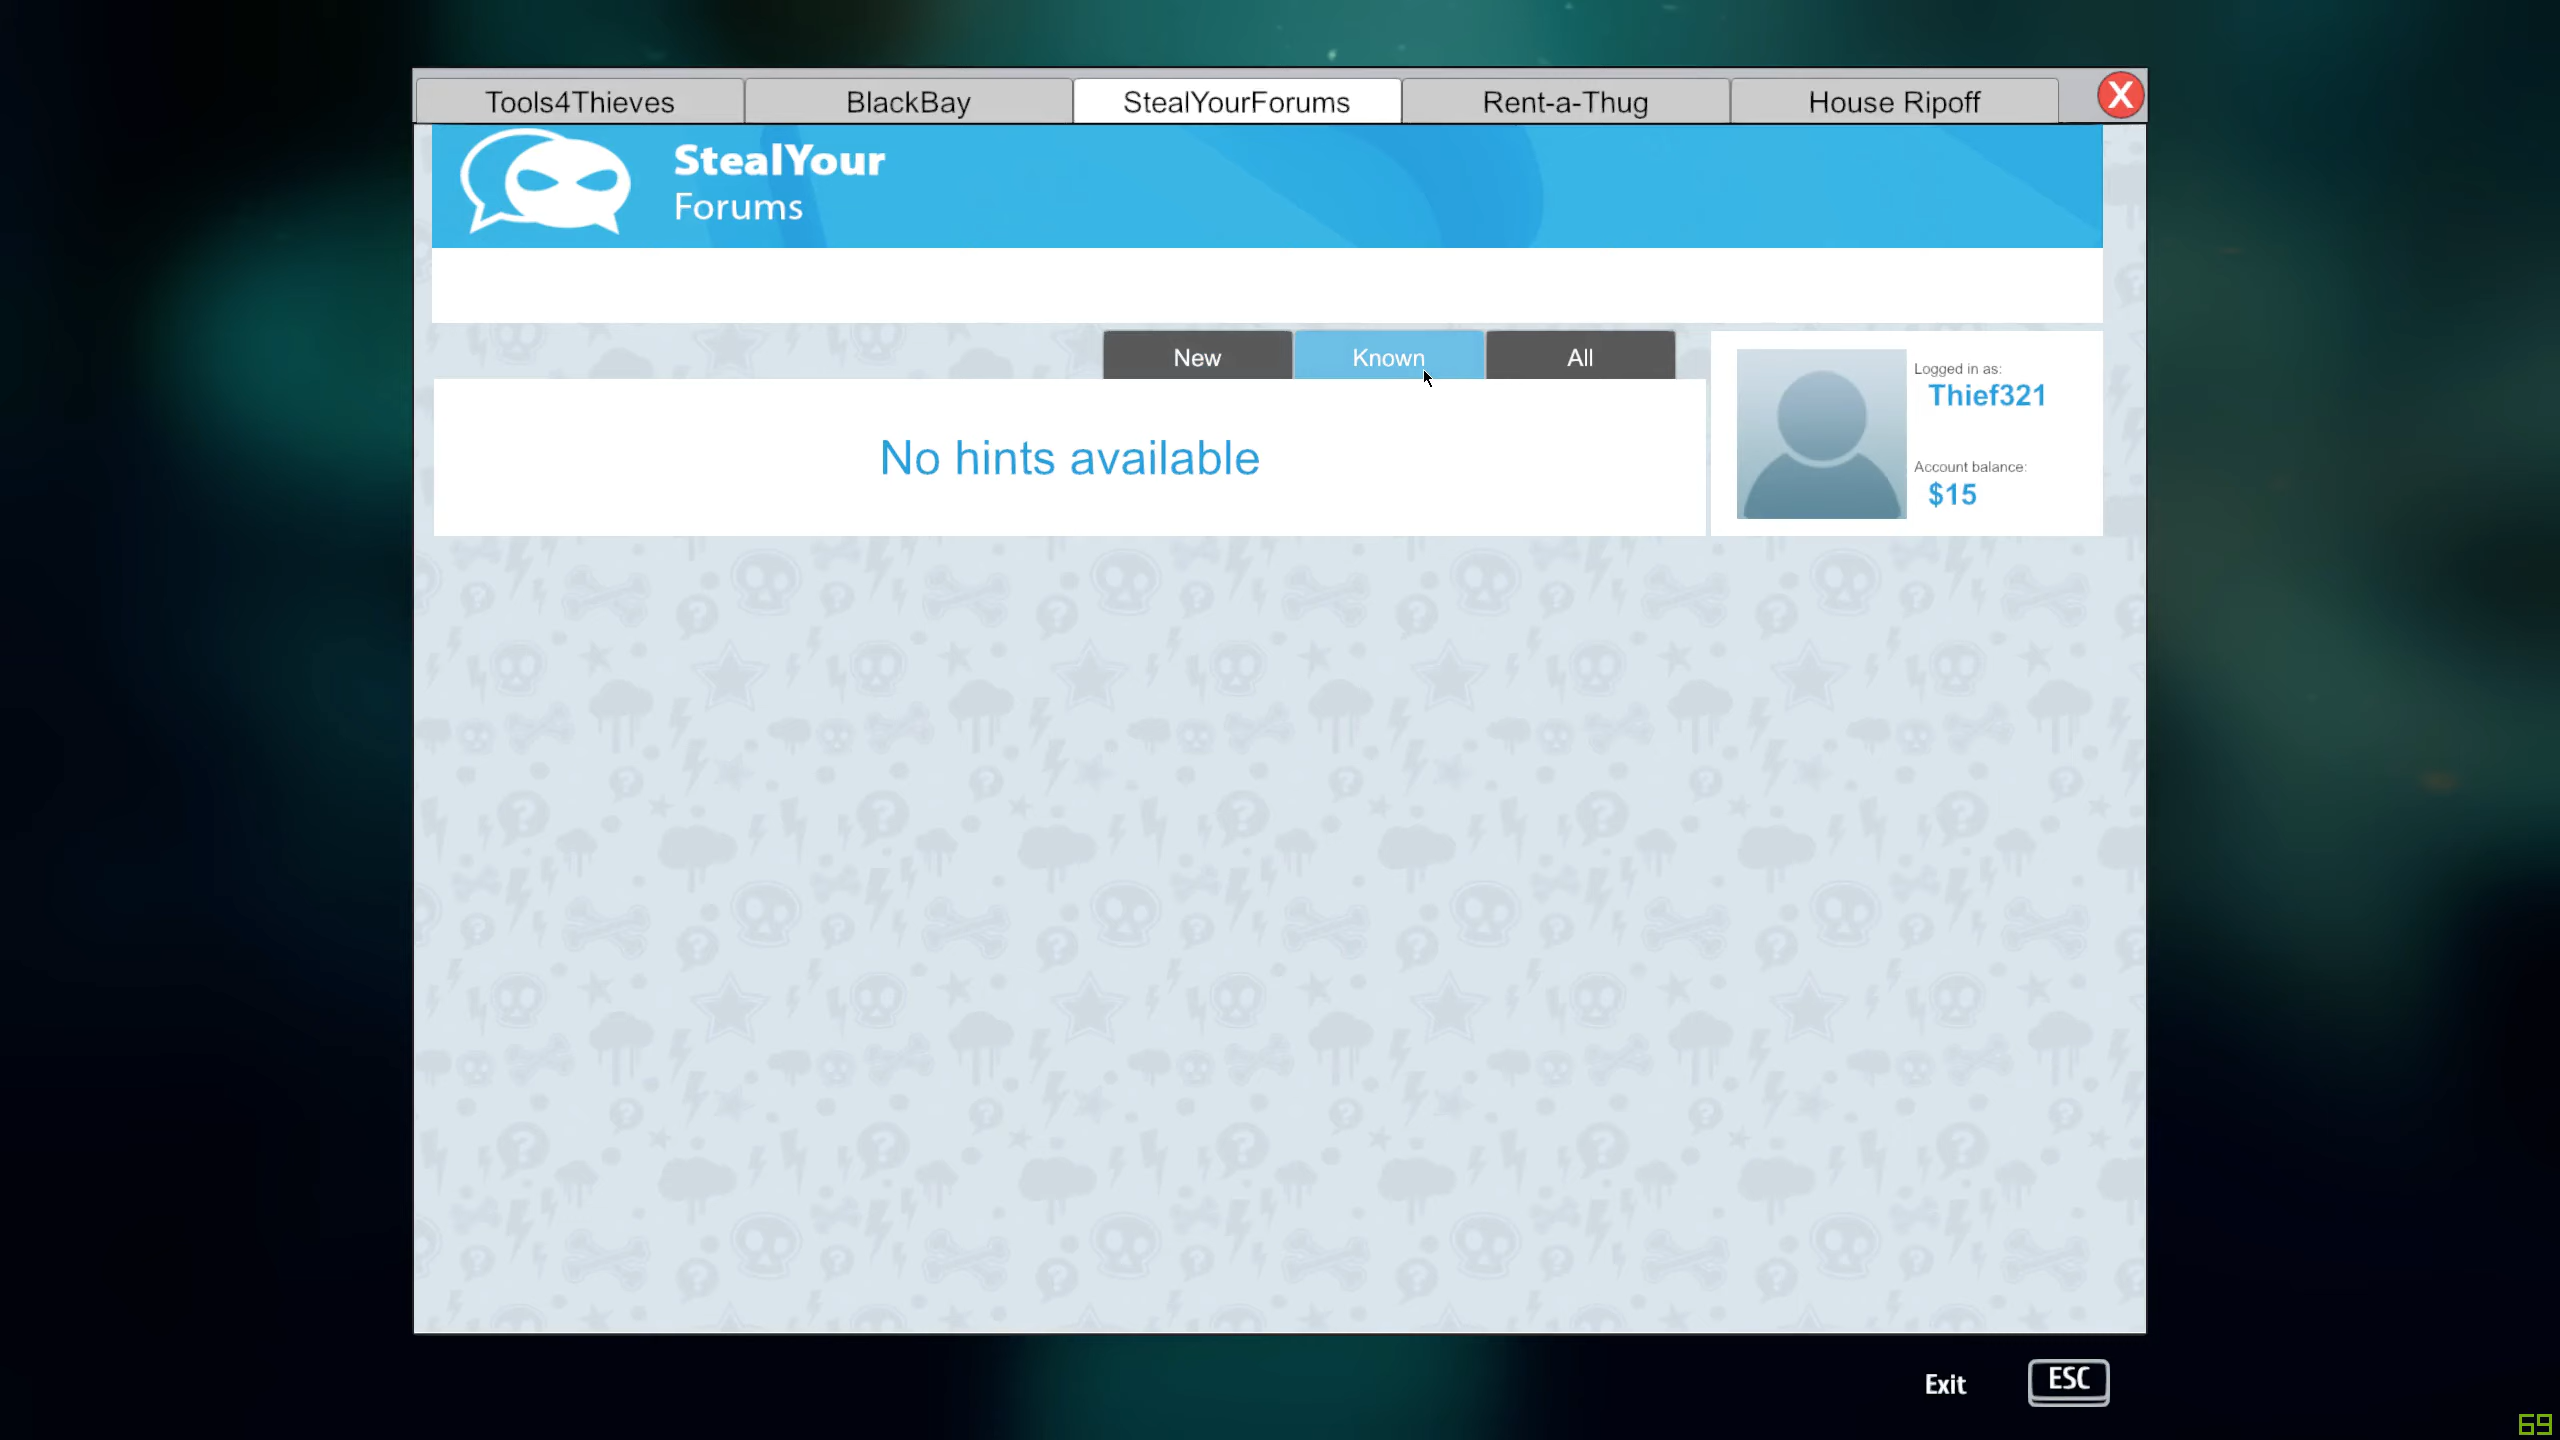 Tools4Thieves
BlackBay
StealYourForums
Rent-a-Thug
House Ripoff
X
StealYour
Forums
New
Known
All
Logged in as:
Thief321
No hints available
Account balance:
$15
Exit
ESC
69